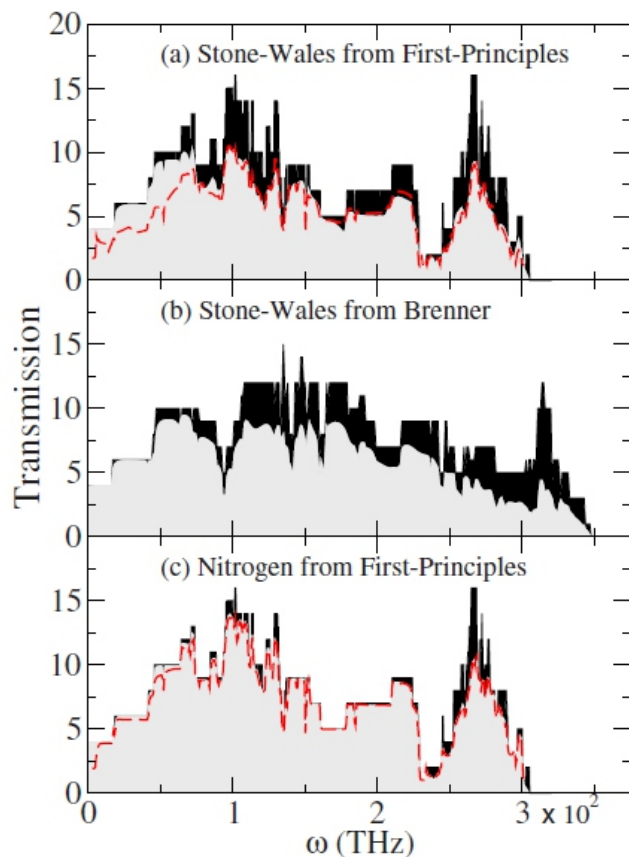 20
(a) Stone-Wales from First-Principles
15
10
5
0
(b) Stone-Wales from Brenner
15
10
5
0
(c) Nitrogen from First-Principles
15
10
5
0
0 1 2 3 x 10²
ω (THz)
Transmission